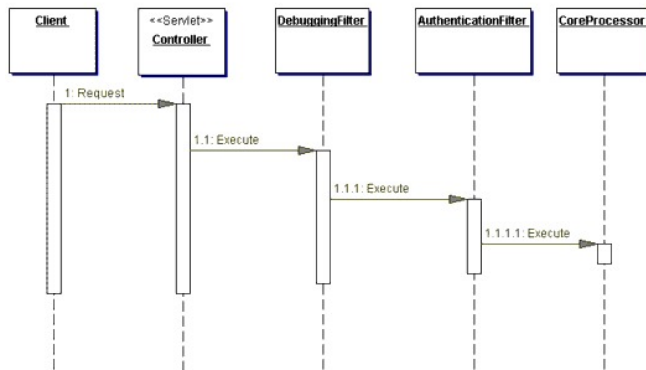 Client
<<Servlet>>
Controller
DebuggingFilter
AuthenticationFilter
CoreProcessor
1: Request
1.1: Execute
1.1.1: Execute
1.1.1.1: Execute